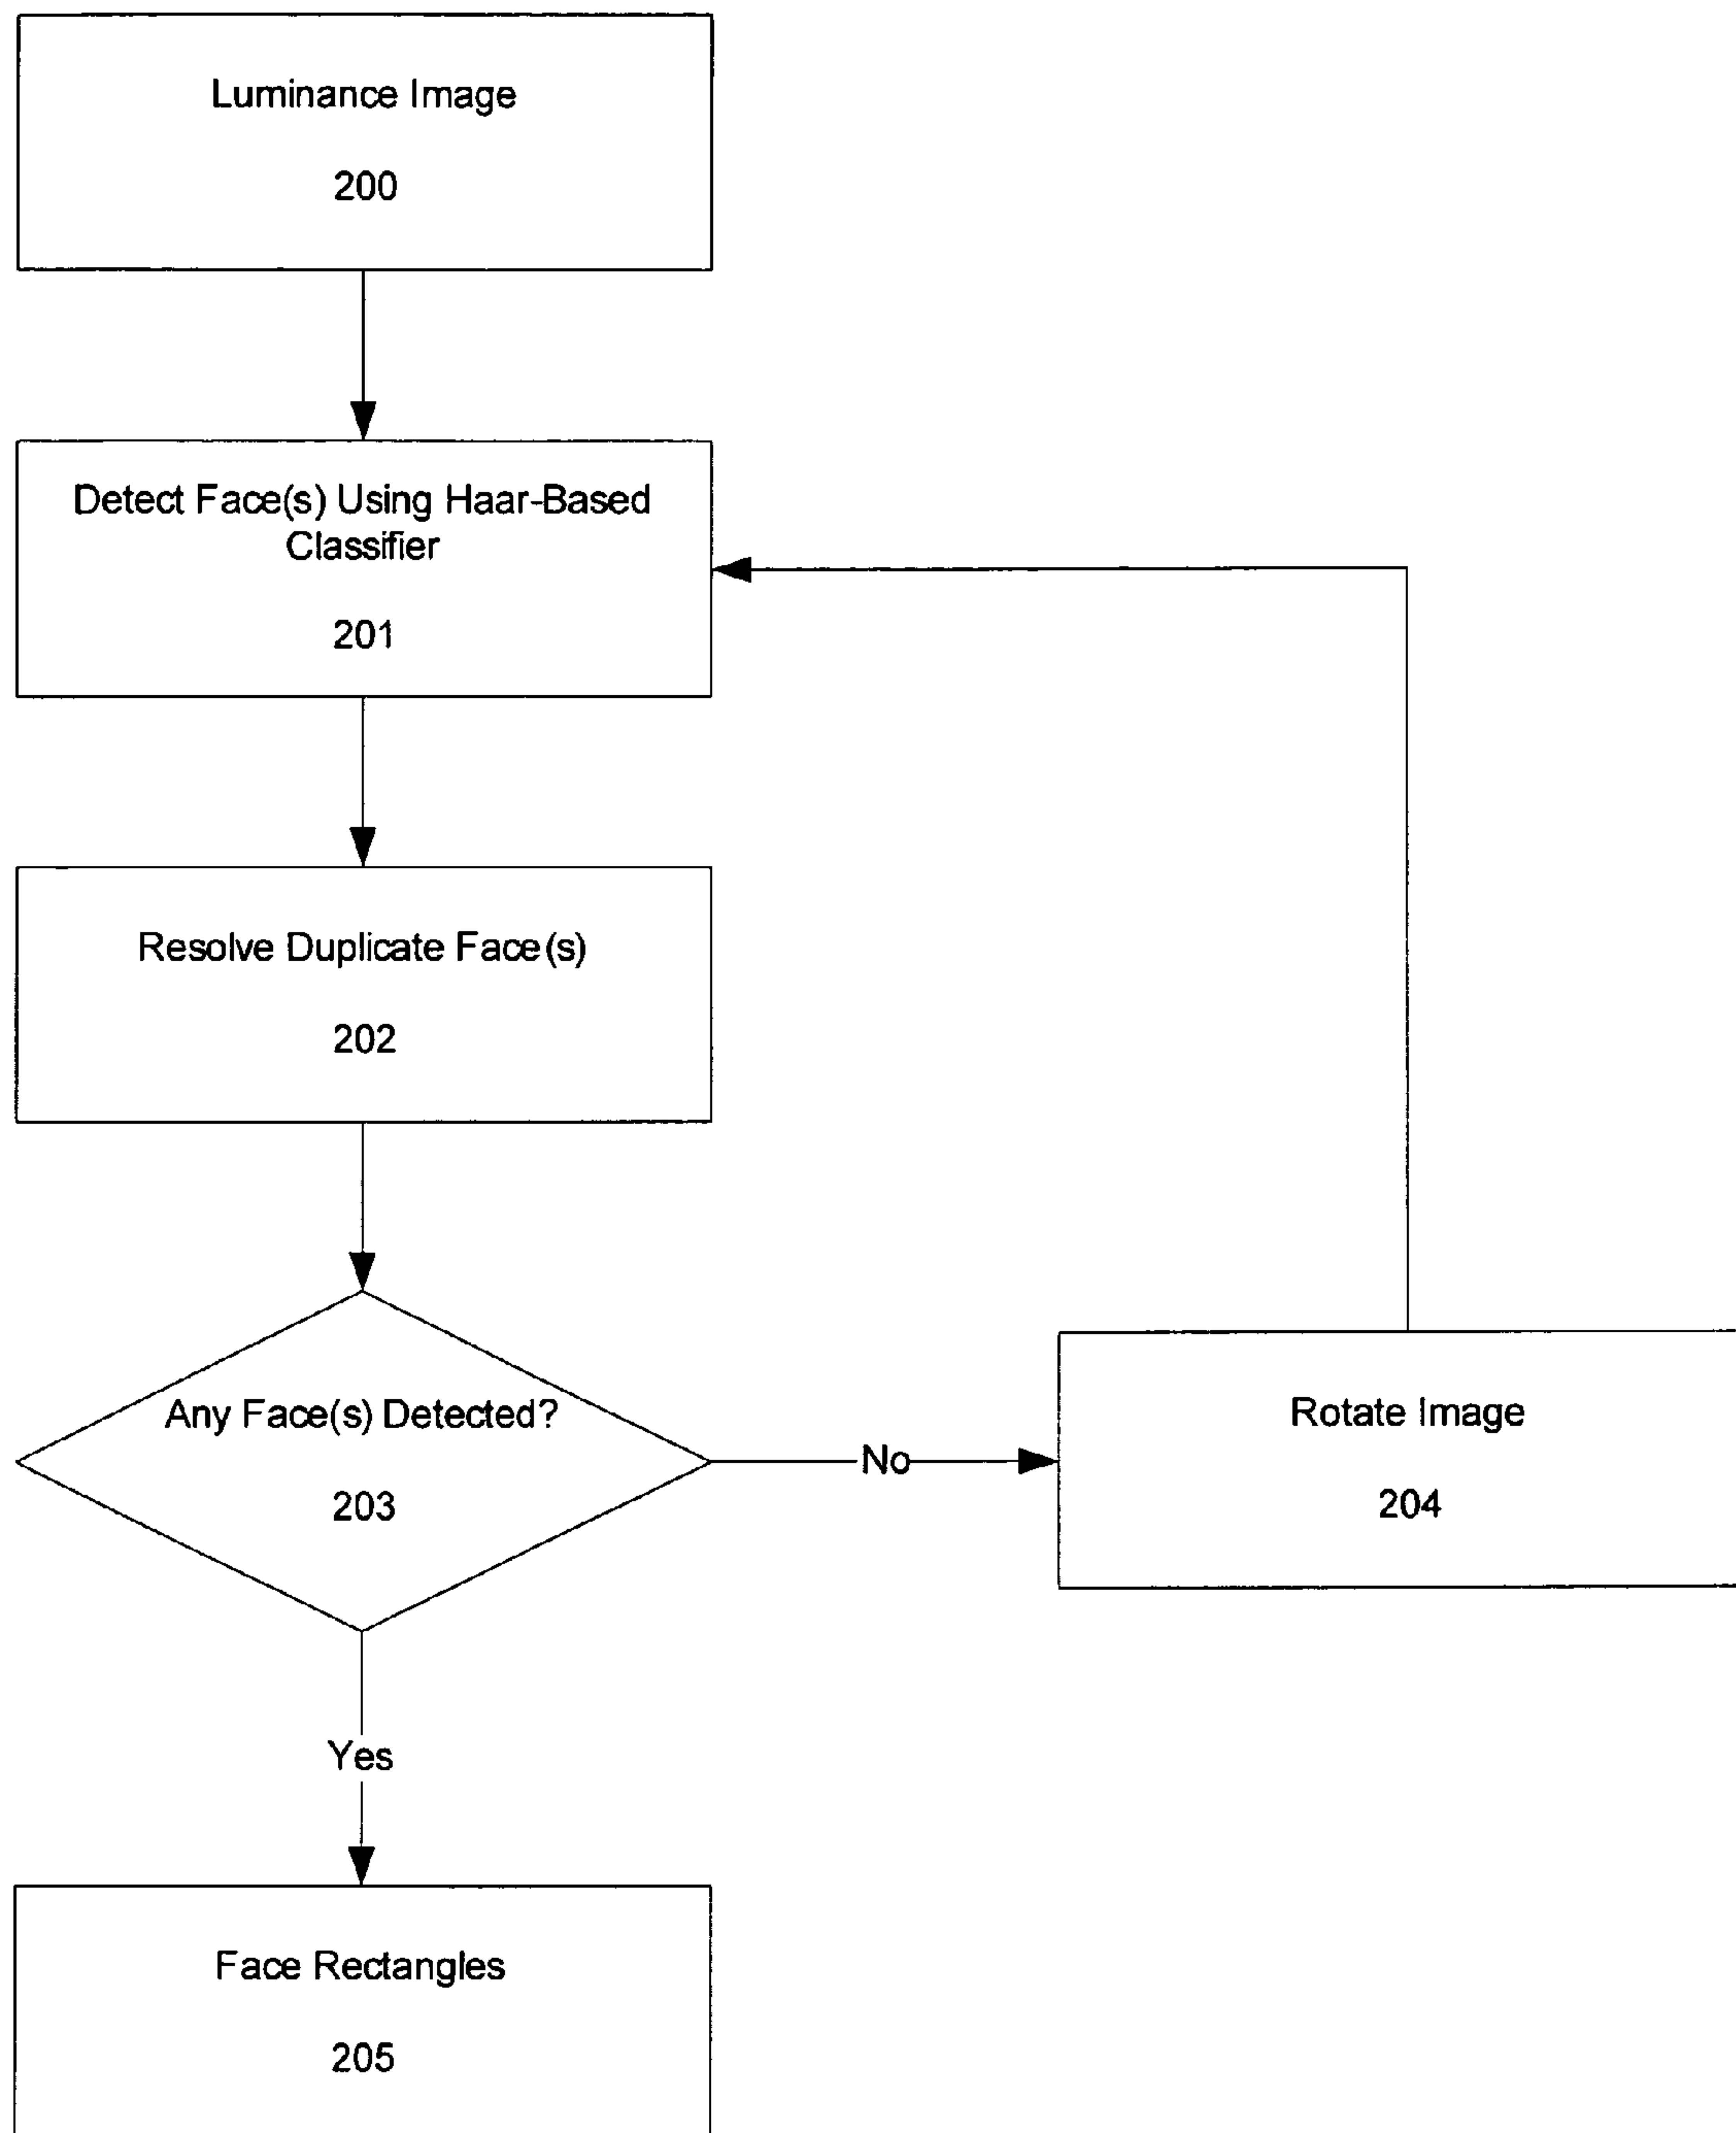 Luminance Image
200
Detect Face(s) Using Haar-Based
Classifier
201
Resolve Duplicate Face(s)
202
Any Face(s) Detected?
203
No
Rotate Image
204
Yes
Face Rectangles
205